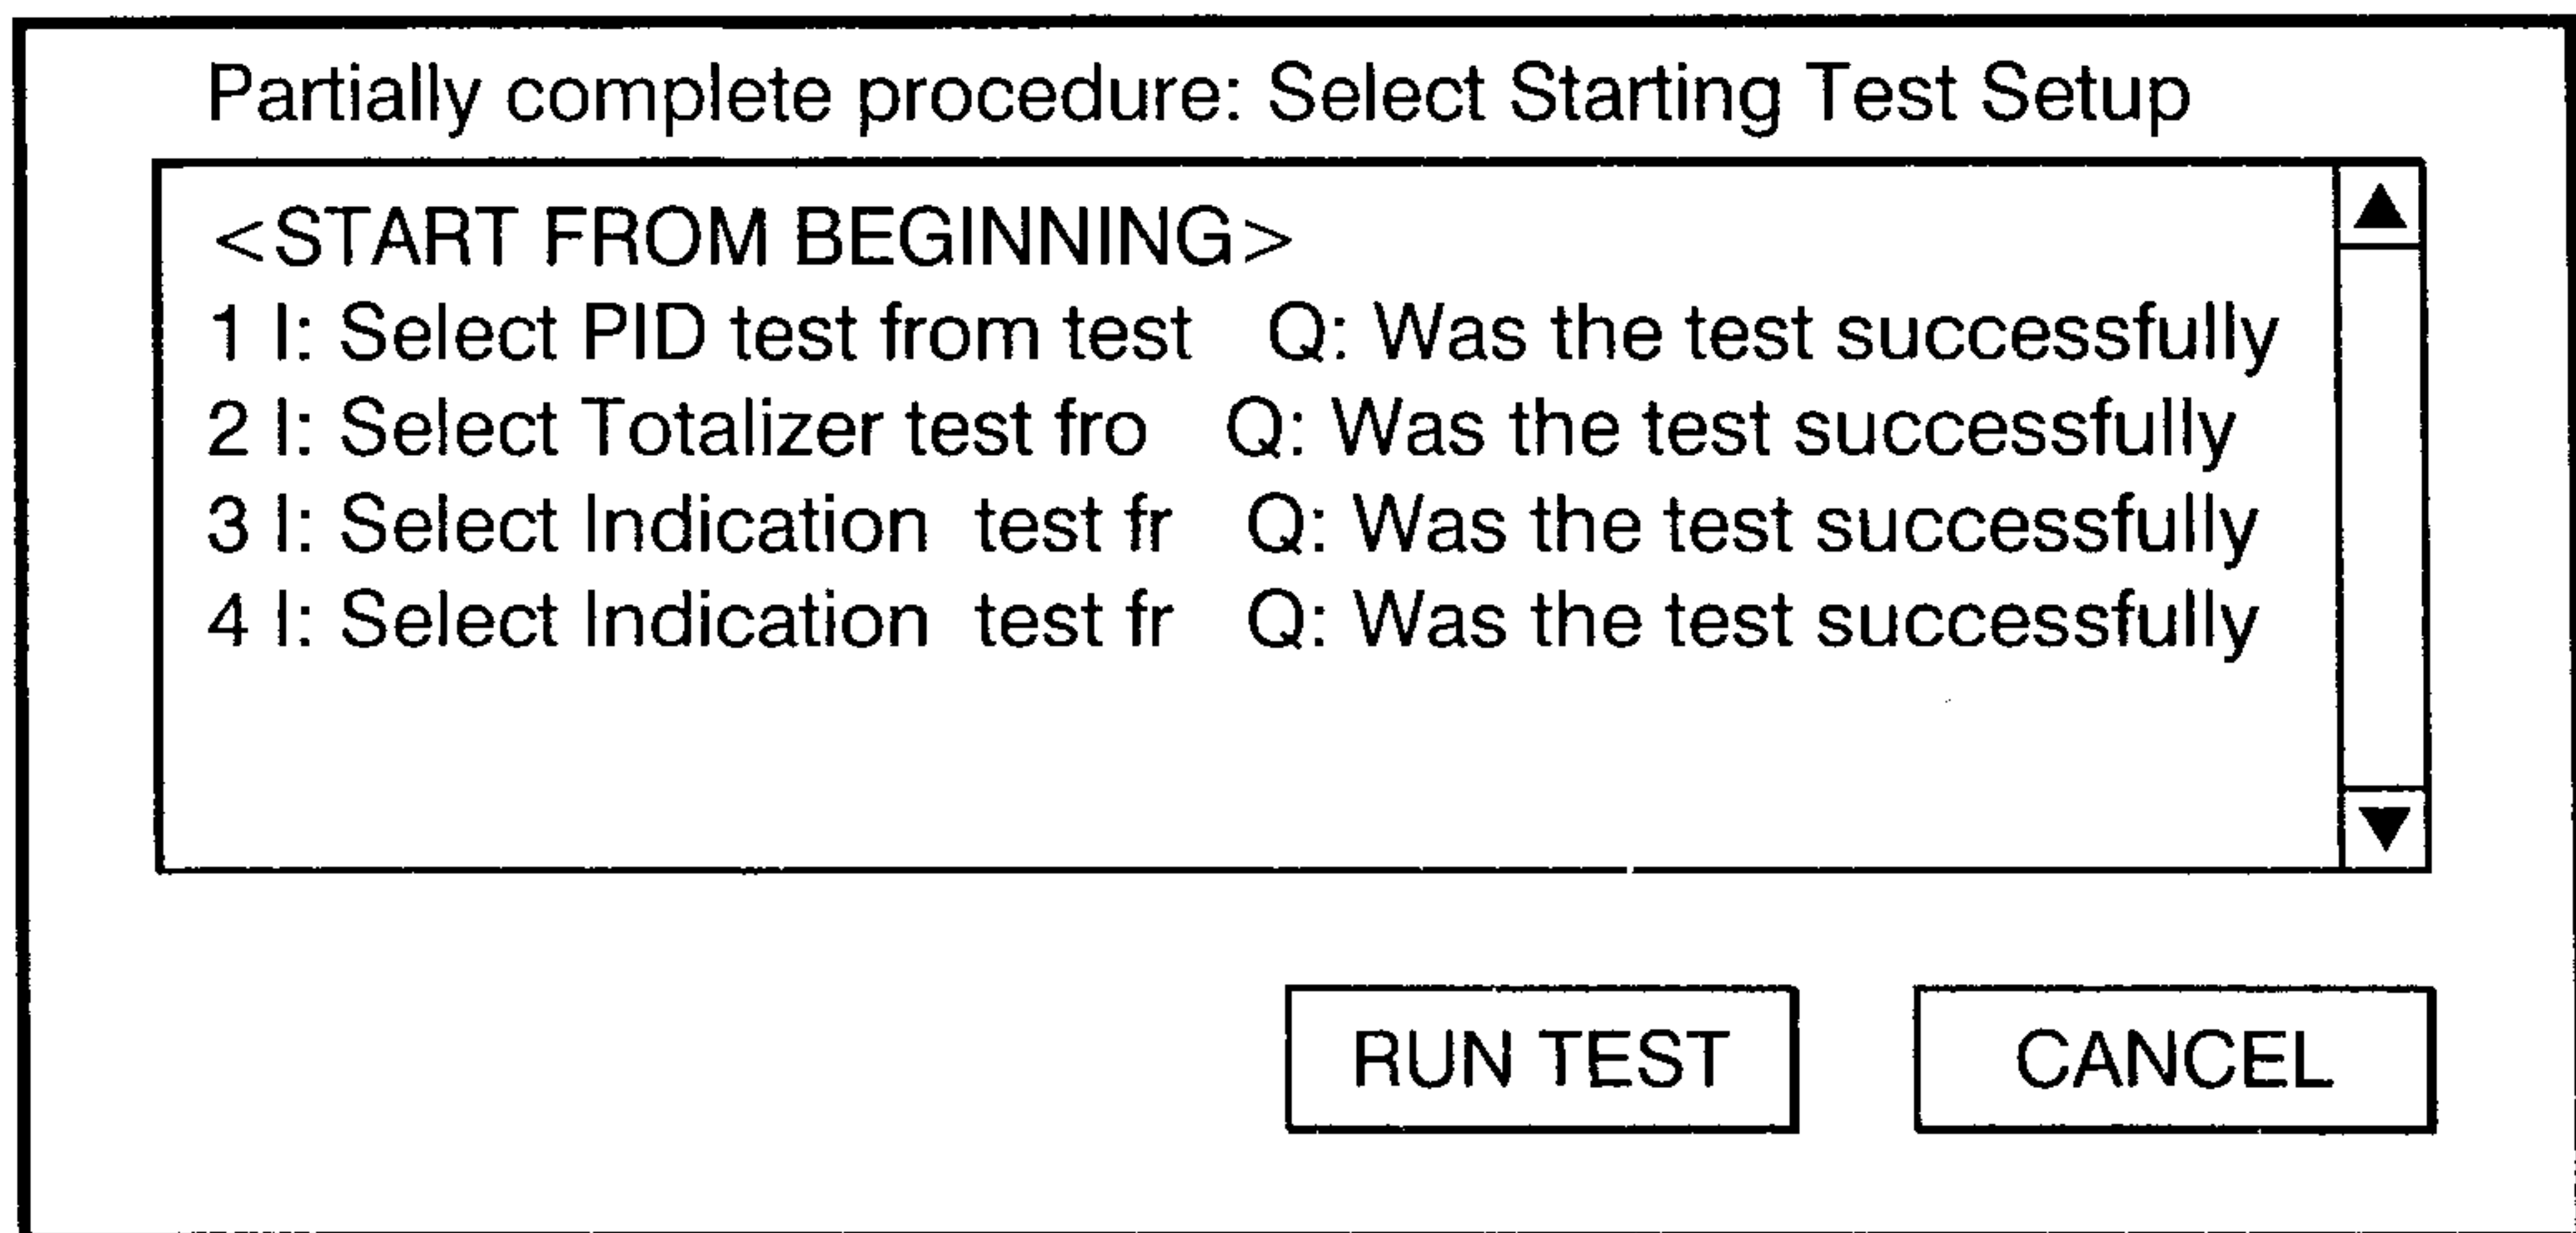 Partially complete procedure: Select Starting Test Setup
<START FROM BEGINNING>
1 I: Select PID test from test Q: Was the test successfully
2 I: Select Totalizer test fro Q: Was the test successfully
3 I: Select Indication test fr Q: Was the test successfully
4 I: Select Indication test fr Q: Was the test successfully
RUN TEST CANCEL